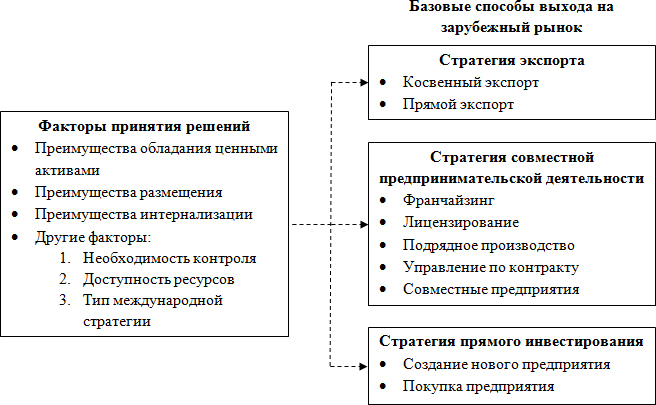 Базовые способы выхода на
зарубежный рынок
Факторы принятия решений
• Преимущества обладания ценными
активами
• Преимущества размещения
• Преимущества интернализации
• Другие факторы:
1. Необходимость контроля
2. Доступность ресурсов
3. Тип международной
стратегии
Стратегия экспорта
• Косвенный экспорт
• Прямой экспорт
Стратегия совместной
предпринимательской деятельности
• Франчайзинг
• Лицензирование
• Подрядное производство
• Управление по контракту
• Совместные предприятия
Стратегия прямого инвестирования
• Создание нового предприятия
• Покупка предприятия